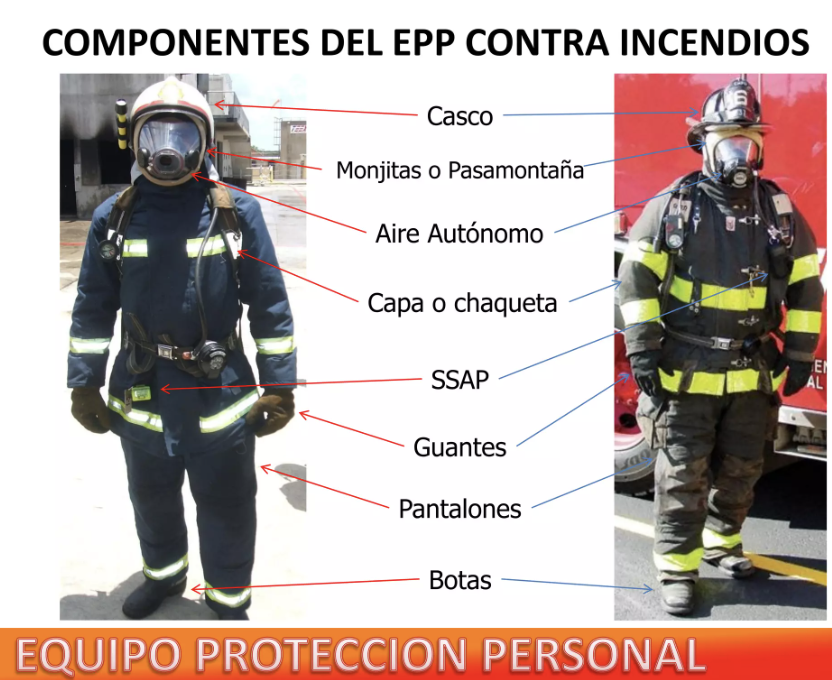 COMPONENTES DEL EPP CONTRA INCENDIOS
Casco
Monjitas o Pasamontaña
Aire Autónomo
Capa o chaqueta
SSAP
Guantes
Pantalones
Botas
EQUIPO PROTECCION PERSONAL